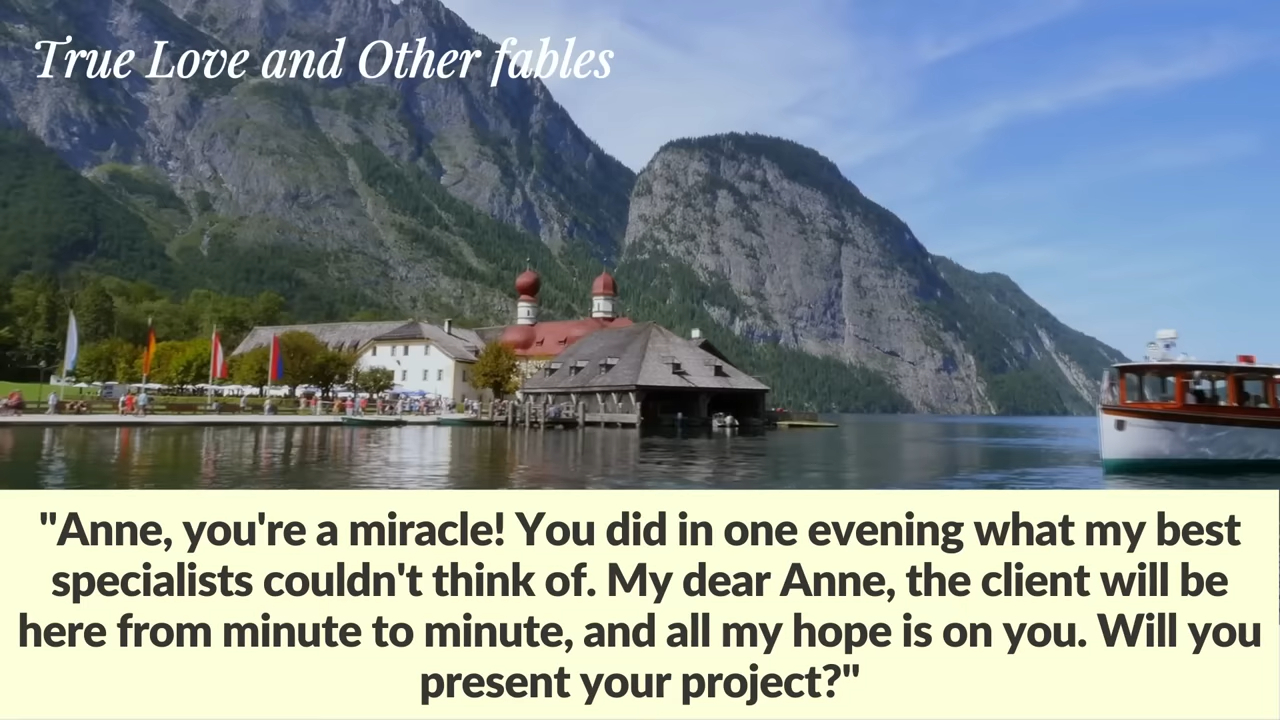 True Love and Other fables
"Anne, you're a miracle! You did in one evening what my best
specialists couldn't think of. My dear Anne, the client will be
here from minute to minute, and all my hope is on you. Will you
present your project?"